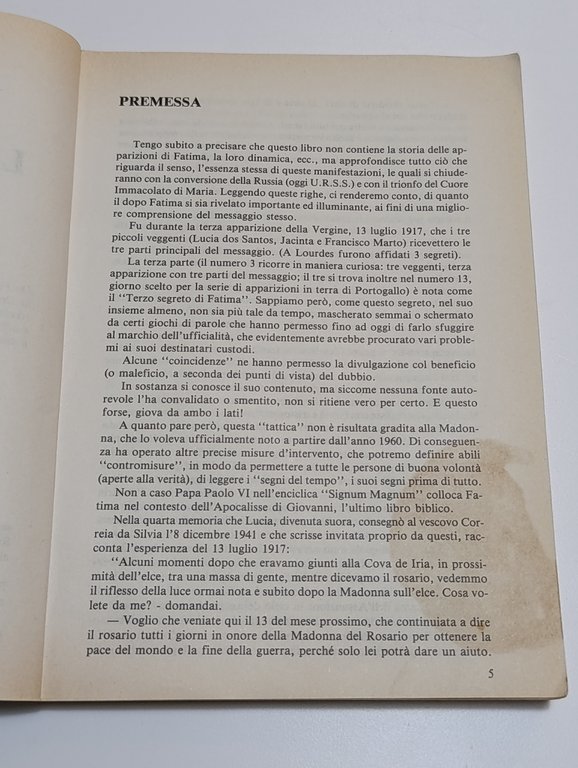 PREMESSA
Tengo subito a precisare che questo libro non contiene la storia delle ap-
parizioni di Fatima, la loro dinamica, ecc., ma approfondisce tutto ciò che
riguarda il senso, l'essenza stessa di queste manifestazioni, le quali si chiude-
ranno con la conversione della Russia (oggi U.R.S.S.) e con il trionfo del Cuore
Immacolato di Maria. Leggendo queste righe, ci renderemo conto, di quanto
il dopo Fatima si sia rivelato importante ed illuminante, ai fini di una miglio-
re comprensione del messaggio stesso.
Fu durante la terza apparizione della Vergine, 13 luglio 1917, che i tre
piccoli veggenti (Lucia dos Santos, Jacinta e Francisco Marto) ricevettero le
tre parti principali del messaggio. (A Lourdes furono affidati 3 segreti).
La terza parte (il numero 3 ricorre in maniera curiosa: tre veggenti, terza
apparizione con tre parti del messaggio; il tre si trova inoltre nel numero 13,
giorno scelto per la serie di apparizioni in terra di Portogallo) è nota come
il "Terzo segreto di Fatima". Sappiamo però, come questo segreto, nel suo
insieme almeno, non sia più tale da tempo, mascherato semmai o schermato
da certi giochi di parole che hanno permesso fino ad oggi di farlo sfuggire
al marchio dell'ufficialità, che evidentemente avrebbe procurato vari proble-
mi ai suoi destinatari custodi.
Alcune "coincidenze" ne hanno permesso la divulgazione col beneficio
(o maleficio, a seconda dei punti di vista) del dubbio.
In sostanza si conosce il suo contenuto, ma siccome nessuna fonte auto-
revole l'ha convalidato o smentito, non si ritiene vero per certo. E questo
forse, giova da ambo i lati!
A quanto pare però, questa "tattica" non è risultata gradita alla Madon-
na, che lo voleva ufficialmente noto a partire dall'anno 1960. Di conseguen-
za ha operato altre precise misure d'intervento, che potremo definire abili
"contromisure", in modo da permettere a tutte le persone di buona volontà
(aperte alla verità), di leggere i "segni del tempo", i suoi segni prima di tutto.
Non a caso Papa Paolo VI nell'enciclica "Signum Magnum" colloca Fa-
tima nel contesto dell'Apocalisse di Giovanni, l'ultimo libro biblico.
Nella quarta memoria che Lucia, divenuta suora, consegnò al vescovo Cor-
reia da Silvia l'8 dicembre 1941 e che scrisse invitata proprio da questi, rac-
conta l'esperienza del 13 luglio 1917:
"Alcuni momenti dopo che eravamo giunti alla Cova de Iria, in prossi-
mità dell'elce, tra una massa di gente, mentre dicevamo il rosario, vedemmo
il riflesso della luce ormai nota e subito dopo la Madonna sull'elce. Cosa vo-
lete da me? - domandai.
— Voglio che veniate qui il 13 del mese prossimo, che continuiata a dire
il rosario tutti i giorni in onore della Madonna del Rosario per ottenere la
pace del mondo e la fine della guerra, perché solo lei potrà dare un aiuto.
5